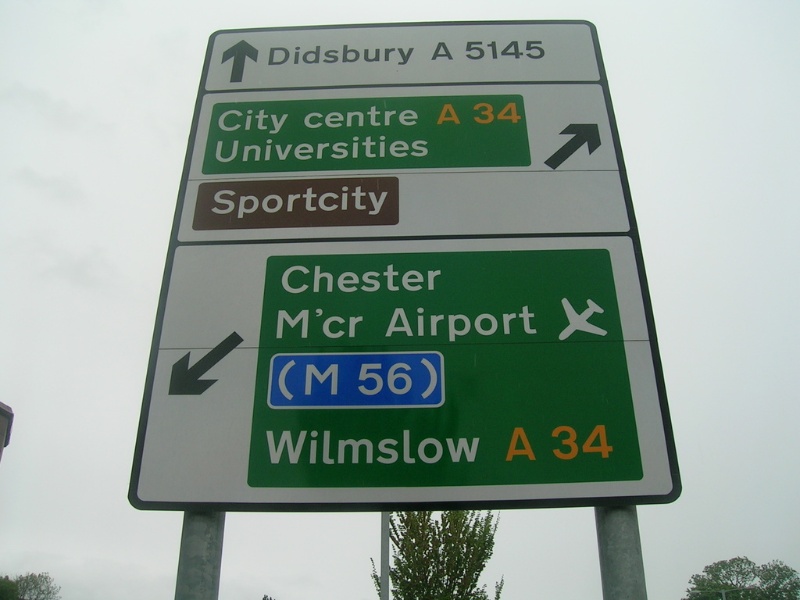 Didsbury A 5145
City centre A 34
Universities
Sportcity
Chester
M'cr Airport
(M 56)
Wilmslow A 34